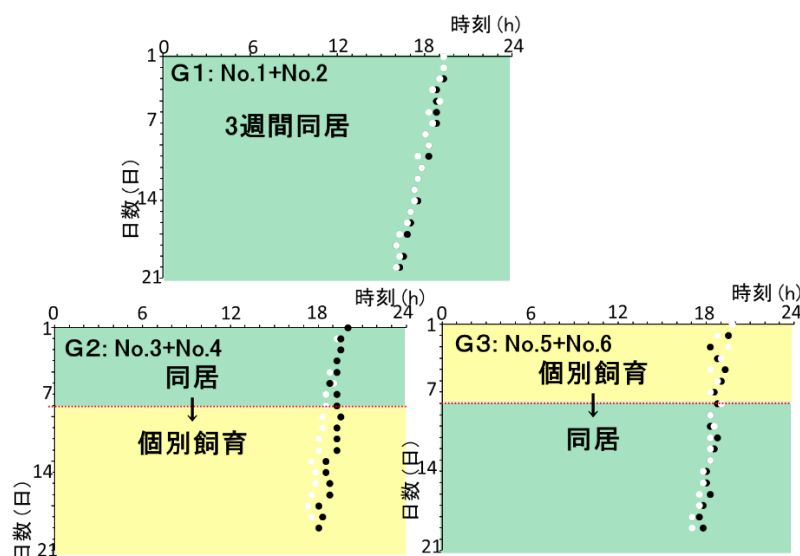 時刻(h)
1 0 6 12 18 24
G1: No.1+No.2
3週間同居
7
14
21
日数(日)
時刻(h)
0 6 12 18 24
1
G2: No.3+No.4
同居
↓
個別飼育
7
14
21
日数(日)
時刻(h)
0 6 12 18 24
1
G3: No.5+No.6
個別飼育
↓
同居
7
14
21
日数(日)